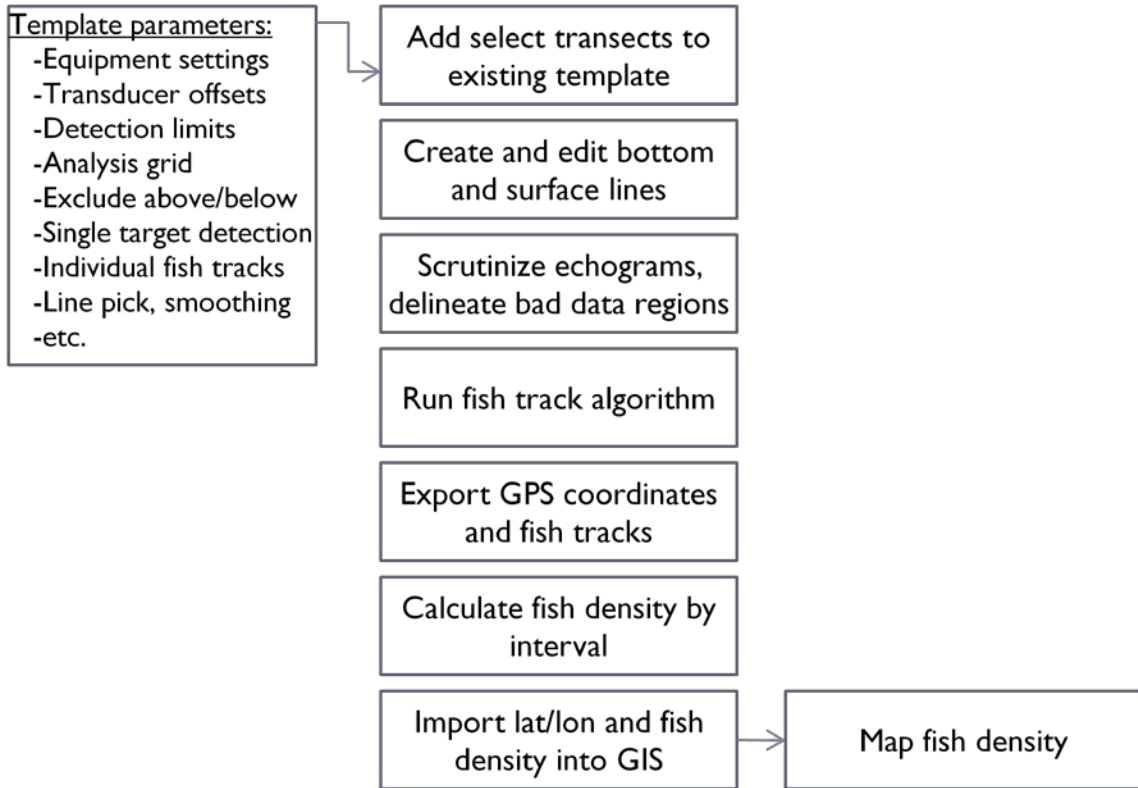 Template parameters:
-Equipment settings
-Transducer offsets
-Detection limits
-Analysis grid
-Exclude above/below
-Single target detection
-Individual fish tracks
-Line pick, smoothing
-etc.
Add select transects to
existing template
Create and edit bottom
and surface lines
Scrutinize echograms,
delineate bad data regions
Run fish track algorithm
Export GPS coordinates
and fish tracks
Calculate fish density by
interval
Import lat/lon and fish
density into GIS
Map fish density